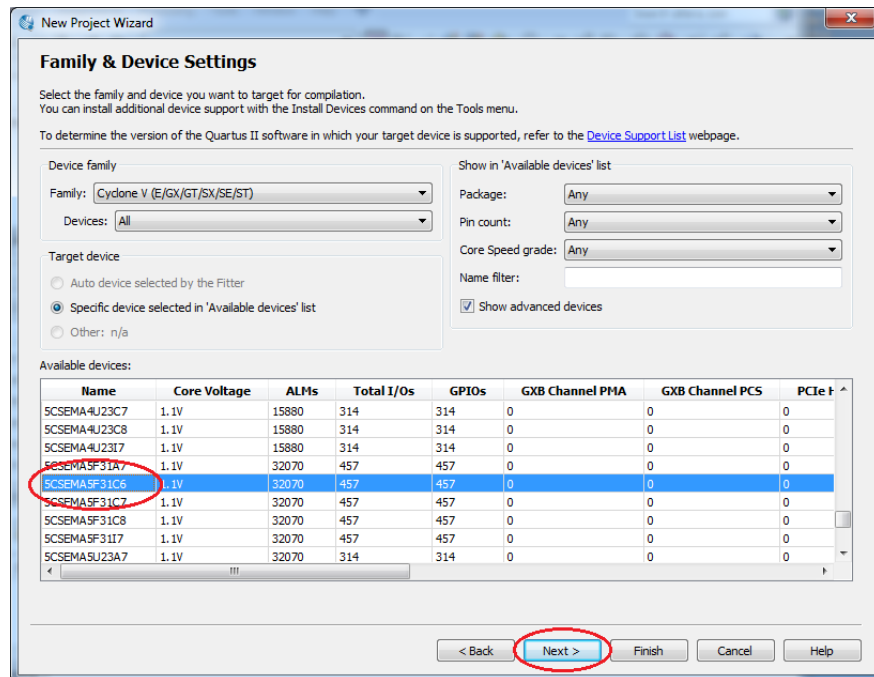 New Project Wizard
Family & Device Settings
Select the family and device you want to target for compilation.
You can install additional device support with the Install Devices command on the Tools menu.
To determine the version of the Quartus II software in which your target device is supported, refer to the Device Support List webpage.
Device family
Family: Cyclone V (E/GX/GT/SX/SE/ST)
Devices: All
Target device
Auto device selected by the Fitter
Specific device selected in 'Available devices' list
Other: n/a
Show in 'Available devices' list
Package: Any
Pin count: Any
Core Speed grade: Any
Name filter:
Show advanced devices
Available devices:
Name Core Voltage ALMs Total I/Os GPIOs GXB Channel PMA GXB Channel PCS PCIe H
5CSEMA4U23C7 1.1V 15880 314 314 0 0 0
5CSEMA4U23C8 1.1V 15880 314 314 0 0 0
5CSEMA4U23I7 1.1V 15880 314 314 0 0 0
5CSEMA5F31A7 1.1V 32070 457 457 0 0 0
5CSEMA5F31C6 1.1V 32070 457 457 0 0 0
5CSEMA5F31C7 1.1V 32070 457 457 0 0 0
5CSEMA5F31C8 1.1V 32070 457 457 0 0 0
5CSEMA5F31I7 1.1V 32070 457 457 0 0 0
5CSEMA5U23A7 1.1V 32070 314 314 0 0 0
< Back Next > Finish Cancel Help